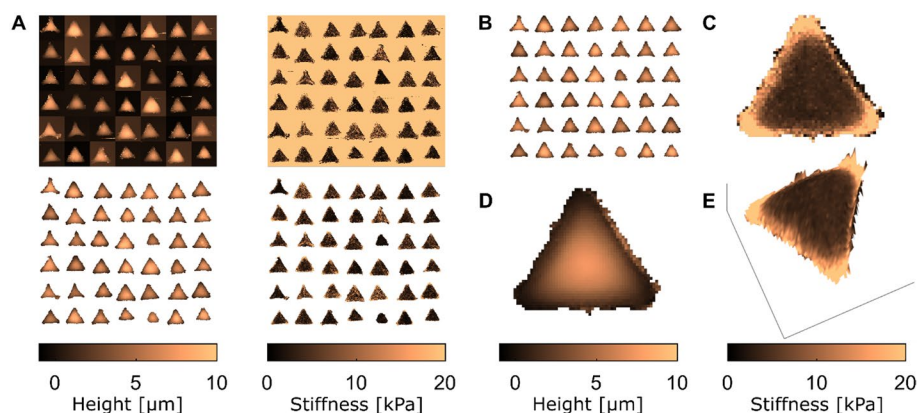 A
B
C
D
E
0 5 10
Height [µm]
0 10 20
Stiffness [kPa]
0 5 10
Height [µm]
0 10 20
Stiffness [kPa]